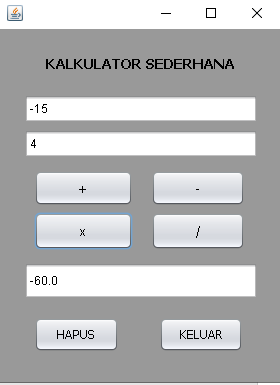 KALKULATOR SEDERHANA
-15
4
+ -
x /
-60.0
HAPUS KELUAR